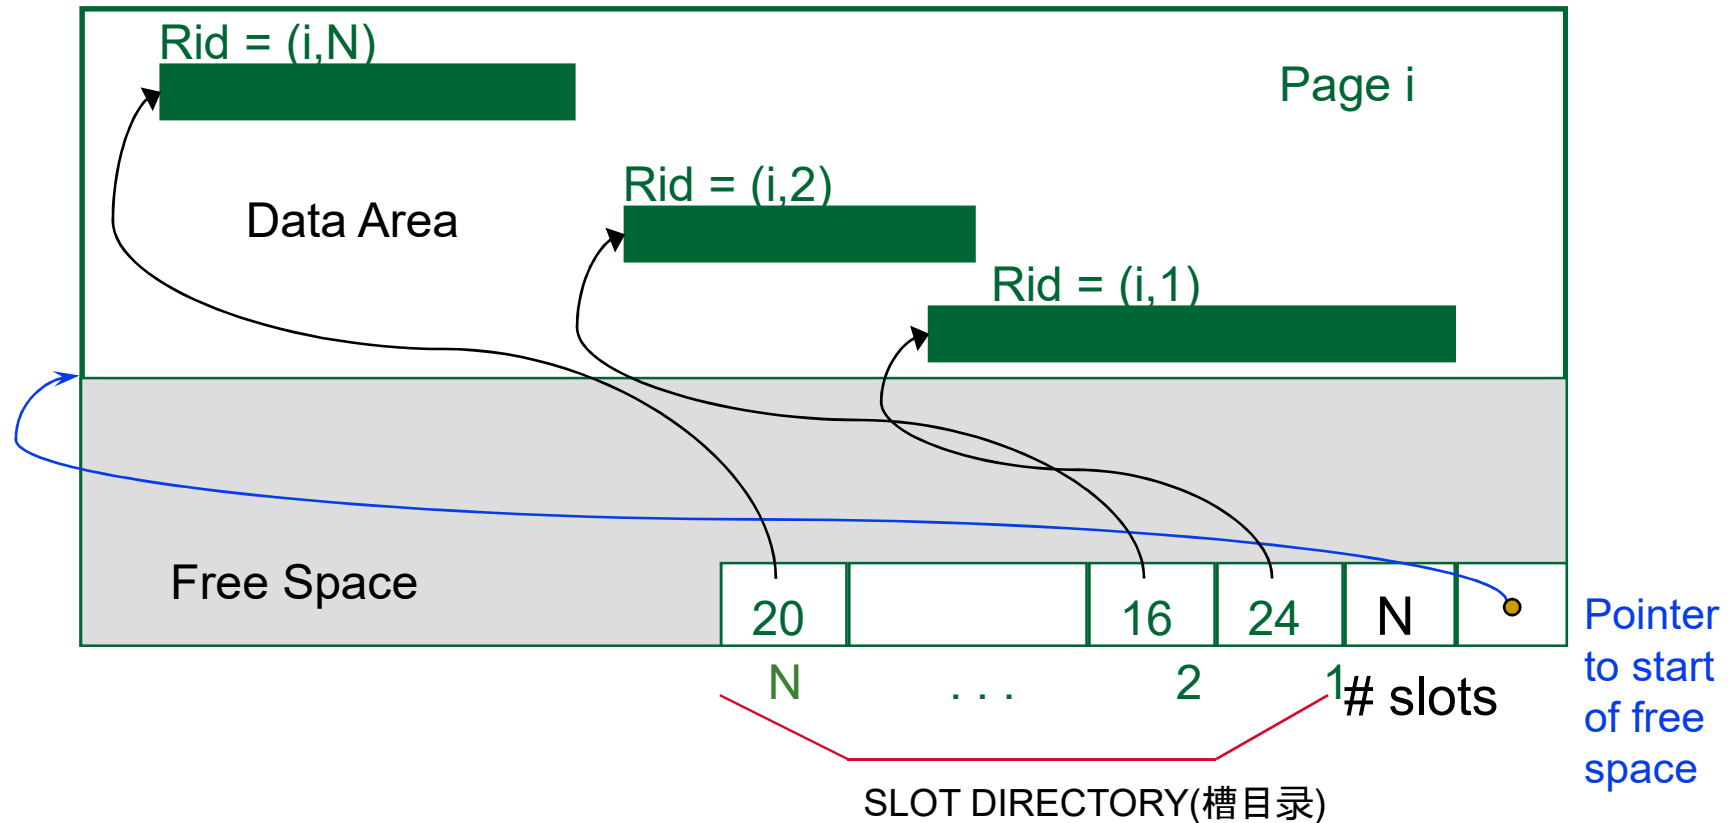 Rid = (i,N)
Page i
Rid = (i,2)
Data Area
Rid = (i,1)
Free Space
20 16 24 N
N . . . 2 1
# slots
Pointer
to start
of free
space
SLOT DIRECTORY(槽目录)